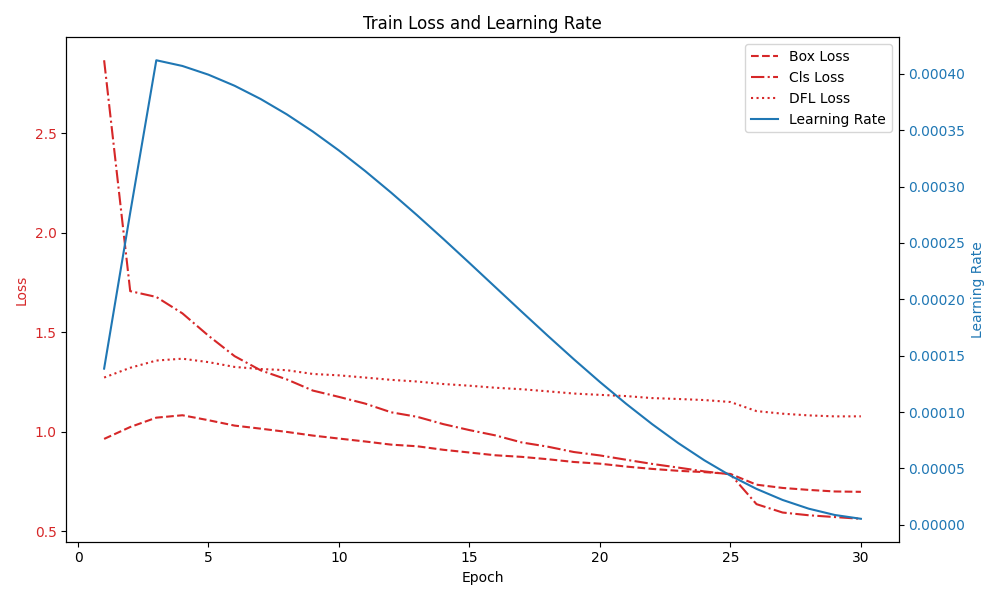 Train Loss and Learning Rate
Box Loss
Cls Loss
DFL Loss
Learning Rate
Loss
2.5
2.0
1.5
1.0
0.5
0.00040
0.00035
0.00030
0.00025
0.00020
0.00015
0.00010
0.00005
0.00000
Learning Rate
0
5
10
15
20
25
30
Epoch